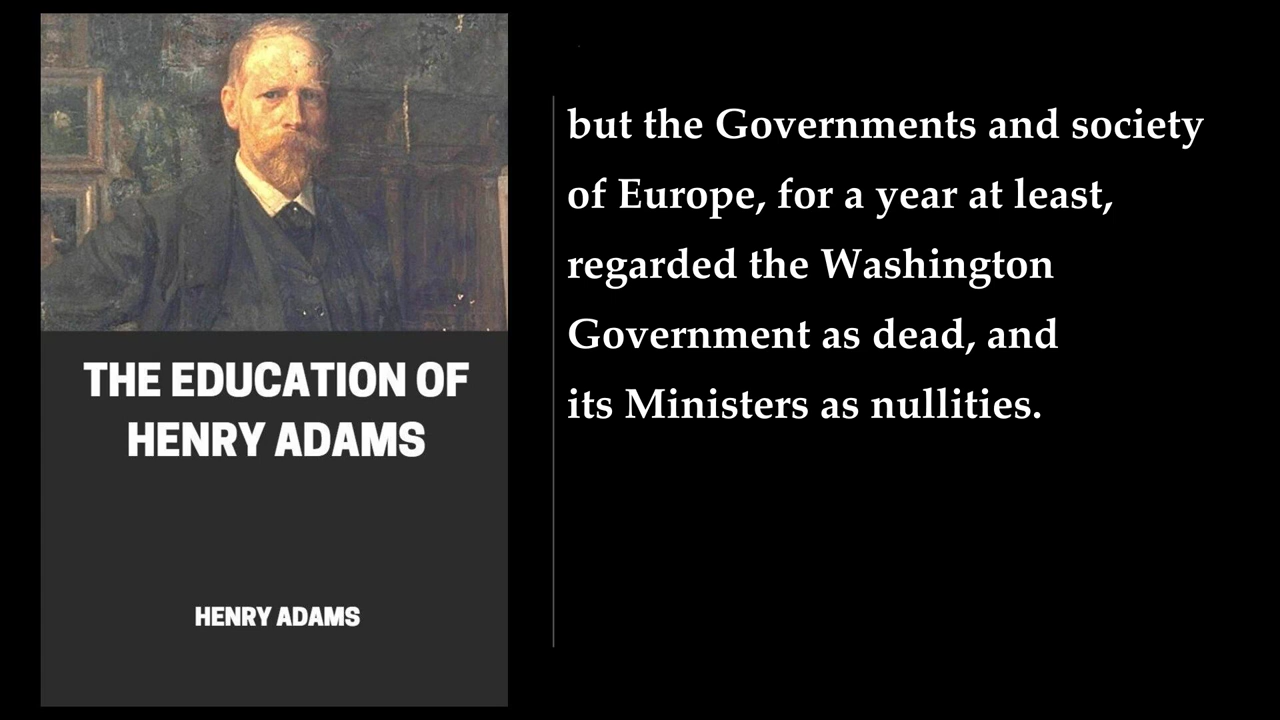 THE EDUCATION OF
HENRY ADAMS
HENRY ADAMS
but the Governments and society
of Europe, for a year at least,
regarded the Washington
Government as dead, and
its Ministers as nullities.